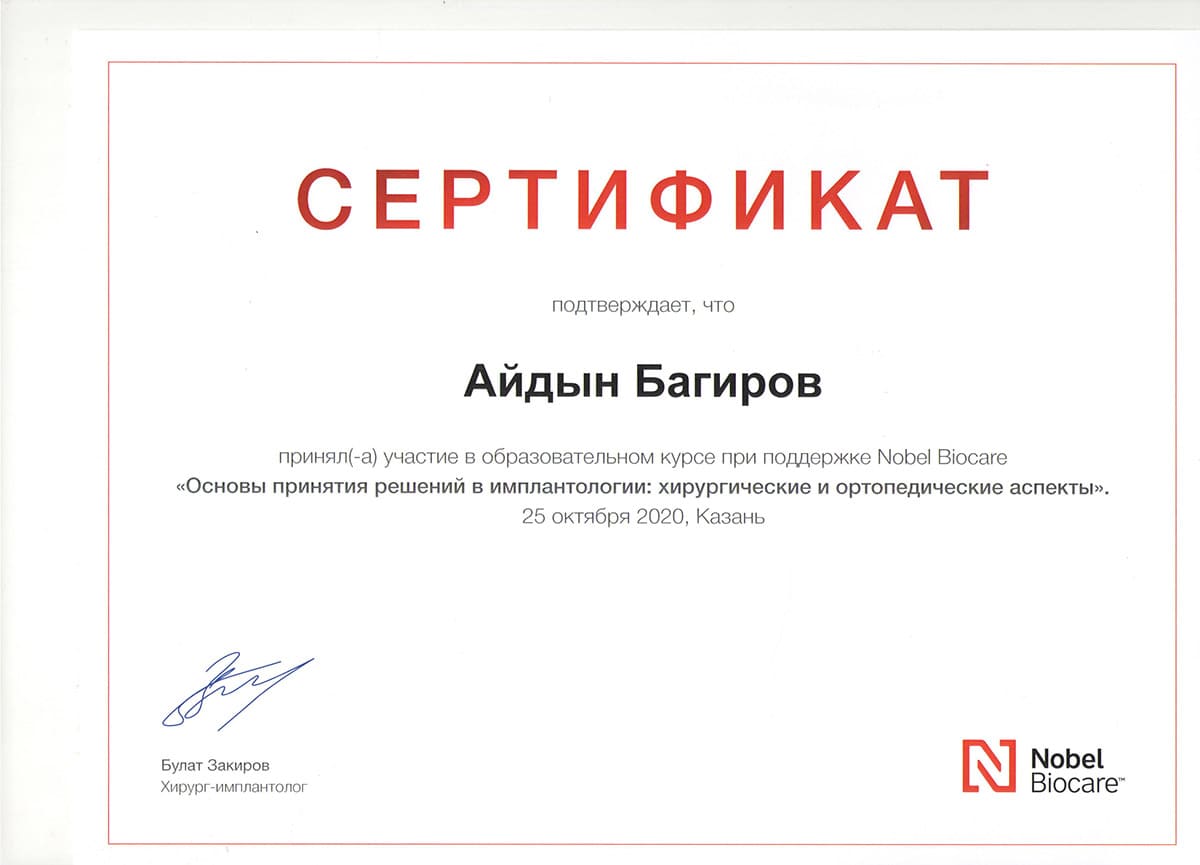 СЕРТИФИКАТ
подтверждает, что
Айдын Багиров
принял(-а) участие в образовательном курсе при поддержке Nobel Biocare
«Основы принятия решений в имплантологии: хирургические и ортопедические аспекты».
25 октября 2020, Казань
Булат Закиров
Хирург-имплантолог
Nobel
Biocare™